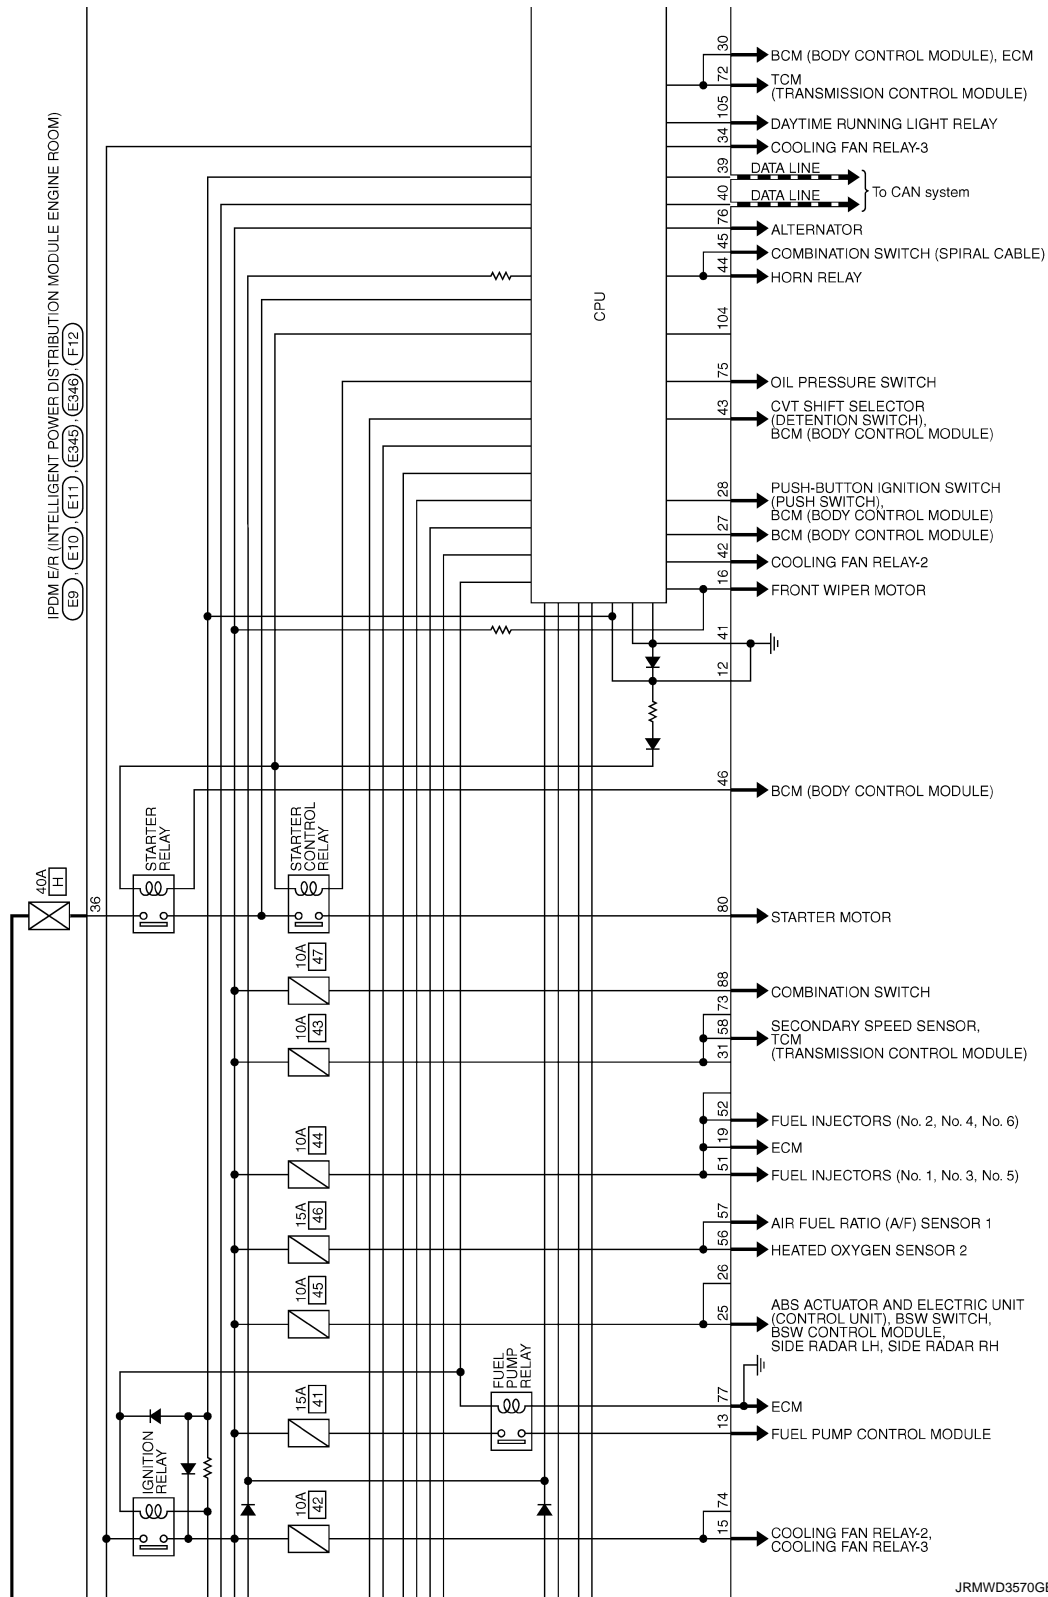 30
BCM (BODY CONTROL MODULE), ECM
72
TCM
(TRANSMISSION CONTROL MODULE)
105
DAYTIME RUNNING LIGHT RELAY
34
COOLING FAN RELAY-3
39
DATA LINE
40
DATA LINE
To CAN system
76
ALTERNATOR
45
COMBINATION SWITCH (SPIRAL CABLE)
44
HORN RELAY
IPDM E/R (INTELLIGENT POWER DISTRIBUTION MODULE ENGINE ROOM)
E9 , E10 , E11 , E345 , E346 , F12
CPU
104
75
OIL PRESSURE SWITCH
43
CVT SHIFT SELECTOR
(DETENTION SWITCH),
BCM (BODY CONTROL MODULE)
28
PUSH-BUTTON IGNITION SWITCH
(PUSH SWITCH),
BCM (BODY CONTROL MODULE)
27
BCM (BODY CONTROL MODULE)
42
COOLING FAN RELAY-2
16
FRONT WIPER MOTOR
41
12
46
BCM (BODY CONTROL MODULE)
STARTER
RELAY
STARTER
CONTROL
RELAY
40A
H
36
80
STARTER MOTOR
10A
47
88
COMBINATION SWITCH
10A
43
73
58
31
SECONDARY SPEED SENSOR,
TCM
(TRANSMISSION CONTROL MODULE)
52
FUEL INJECTORS (No. 2, No. 4, No. 6)
19
ECM
10A
44
51
FUEL INJECTORS (No. 1, No. 3, No. 5)
57
AIR FUEL RATIO (A/F) SENSOR 1
15A
46
56
HEATED OXYGEN SENSOR 2
26
10A
45
25
ABS ACTUATOR AND ELECTRIC UNIT
(CONTROL UNIT), BSW SWITCH,
BSW CONTROL MODULE,
SIDE RADAR LH, SIDE RADAR RH
FUEL
PUMP
RELAY
77
ECM
15A
41
13
FUEL PUMP CONTROL MODULE
IGNITION
RELAY
10A
42
74
15
COOLING FAN RELAY-2,
COOLING FAN RELAY-3
JRMWD3570GE